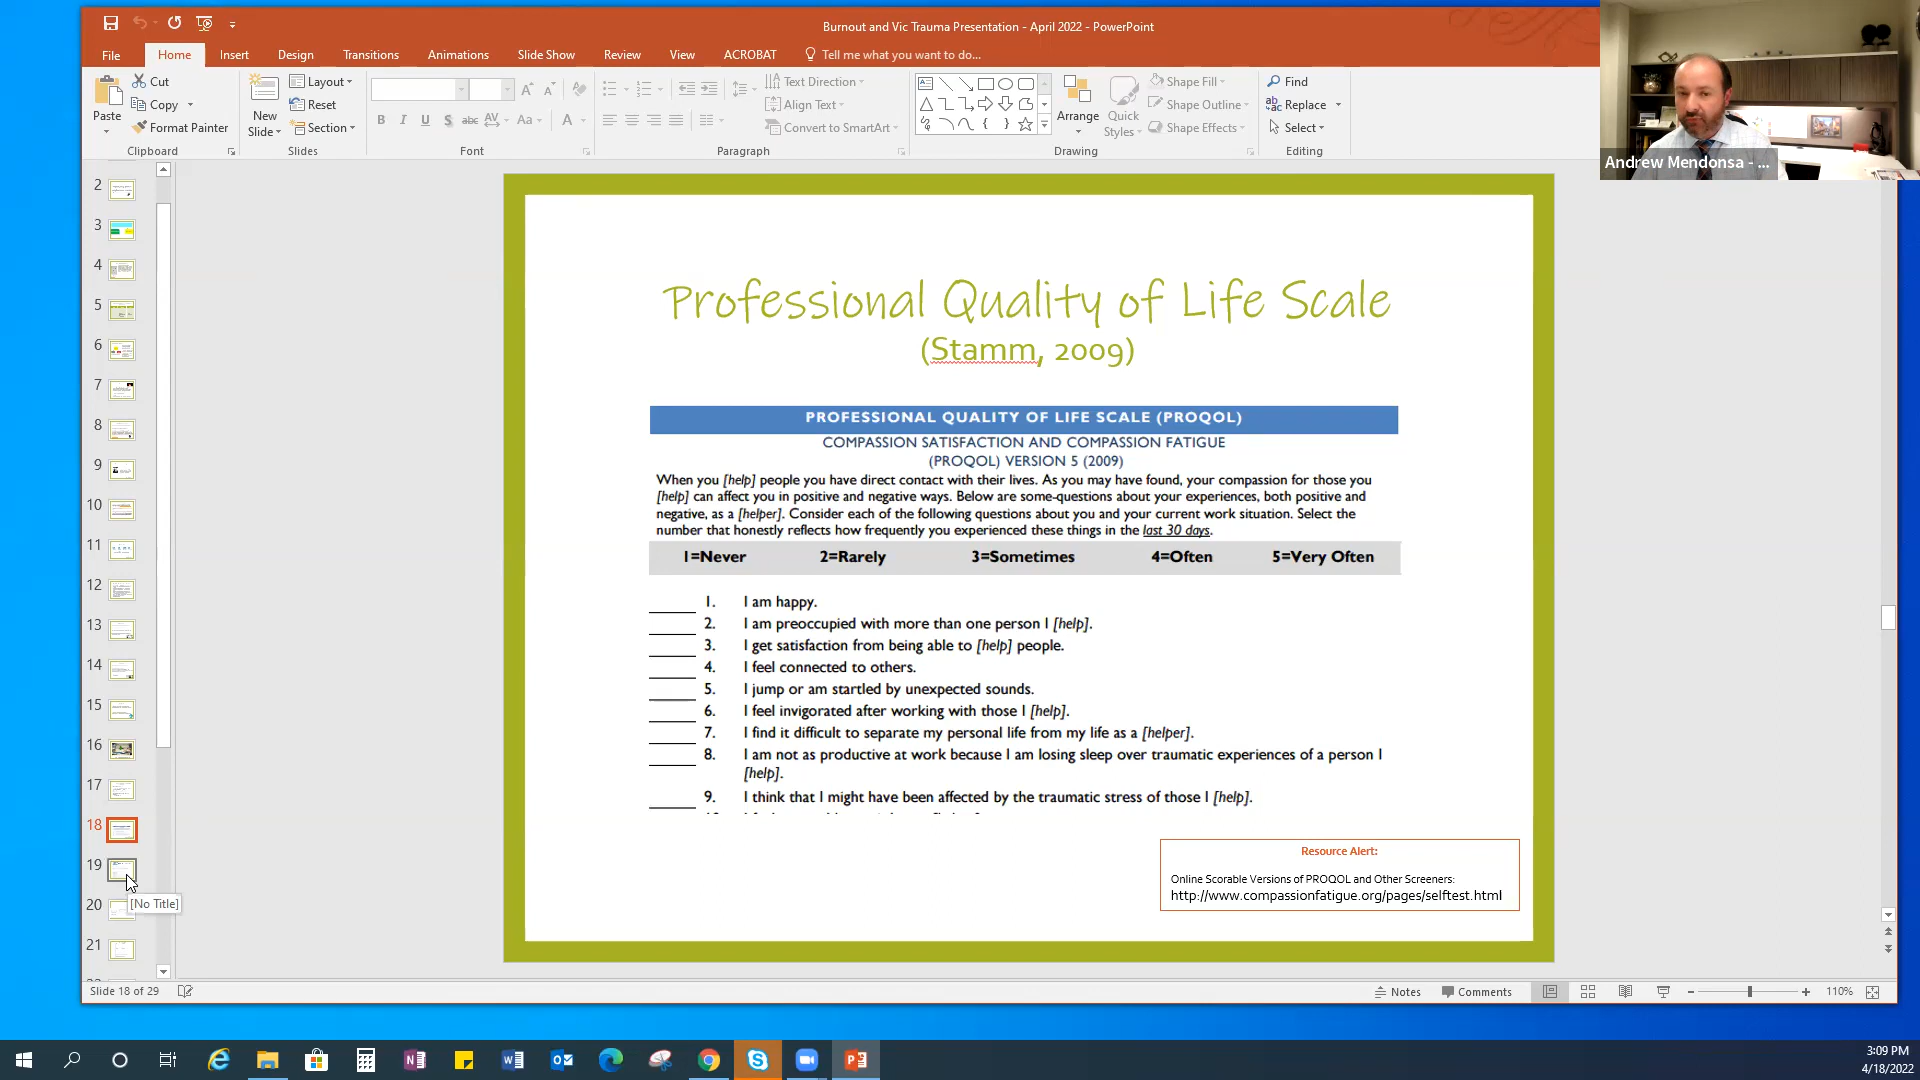 Burnout and Vic Trauma Presentation - April 2022 - PowerPoint
File Home Insert Design Transitions Animations Slide Show Review View ACROBAT Tell me what you want to do...
Paste
Cut
Copy
Format Painter
Clipboard
New Slide
Layout
Reset
Section
Slides
B I U S abc AV Aa A
Font
Text Direction
Align Text
Convert to SmartArt
Paragraph
Arrange
Quick Styles
Shape Fill
Shape Outline
Shape Effects
Drawing
Find
Replace
Select
Editing
Andrew Mendonsa - ...
2
3
4
5
6
7
8
9
10
11
12
13
14
15
16
17
18
19
[No Title]
20
21
Professional Quality of Life Scale
(Stamm, 2009)
PROFESSIONAL QUALITY OF LIFE SCALE (PROQOL)
COMPASSION SATISFACTION AND COMPASSION FATIGUE
(PROQOL) VERSION 5 (2009)
When you [help] people you have direct contact with their lives. As you may have found, your compassion for those you
[help] can affect you in positive and negative ways. Below are some-questions about your experiences, both positive and
negative, as a [helper]. Consider each of the following questions about you and your current work situation. Select the
number that honestly reflects how frequently you experienced these things in the last 30 days.
1=Never 2=Rarely 3=Sometimes 4=Often 5=Very Often
1. I am happy.
2. I am preoccupied with more than one person I [help].
3. I get satisfaction from being able to [help] people.
4. I feel connected to others.
5. I jump or am startled by unexpected sounds.
6. I feel invigorated after working with those I [help].
7. I find it difficult to separate my personal life from my life as a [helper].
8. I am not as productive at work because I am losing sleep over traumatic experiences of a person I
[help].
9. I think that I might have been affected by the traumatic stress of those I [help].
Resource Alert:
Online Scorable Versions of PROQOL and Other Screeners:
http://www.compassionfatigue.org/pages/selftest.html
Slide 18 of 29
Notes Comments 110%
3:09 PM
4/18/2022